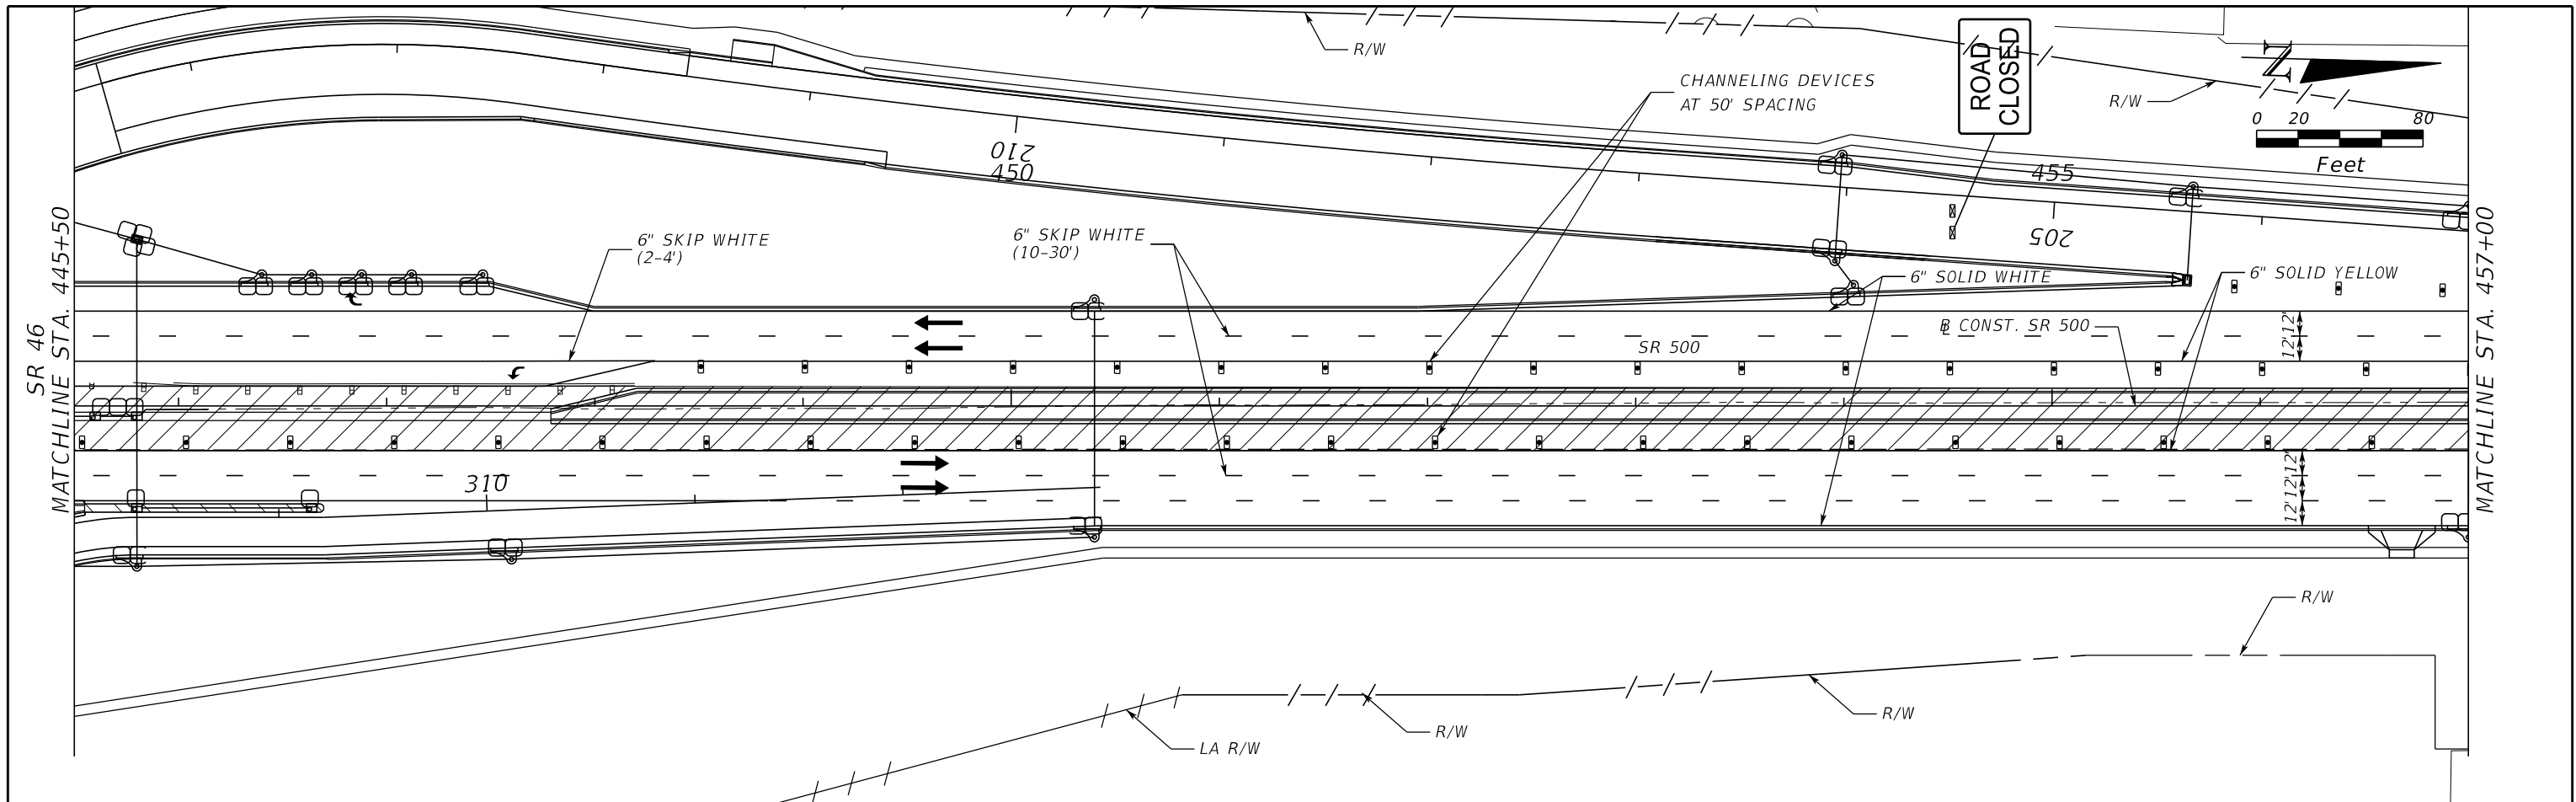 R/W
CHANNELING DEVICES
AT 50' SPACING
ROAD
CLOSED
R/W
N
0 20 80
Feet
210
450
455
205
SR 46
MATCHLINE STA. 445+50
6" SKIP WHITE
(2-4')
6" SKIP WHITE
(10-30')
6" SOLID WHITE
6" SOLID YELLOW
MATCHLINE STA. 457+00
12' 12'
SR 500
B CONST. SR 500
310
12' 12' 12'
R/W
R/W
R/W
LA R/W